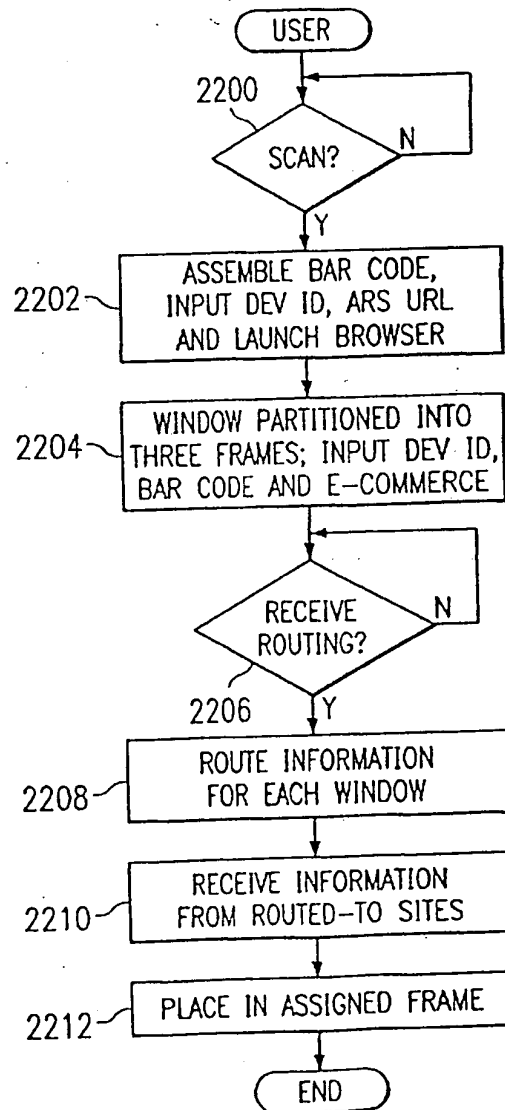 USER
2200
SCAN?
N
Y
2202
ASSEMBLE BAR CODE,
INPUT DEV ID, ARS URL
AND LAUNCH BROWSER
2204
WINDOW PARTITIONED INTO
THREE FRAMES; INPUT DEV ID,
BAR CODE AND E-COMMERCE
RECEIVE
ROUTING?
N
2206
Y
2208
ROUTE INFORMATION
FOR EACH WINDOW
2210
RECEIVE INFORMATION
FROM ROUTED-TO SITES
2212
PLACE IN ASSIGNED FRAME
END